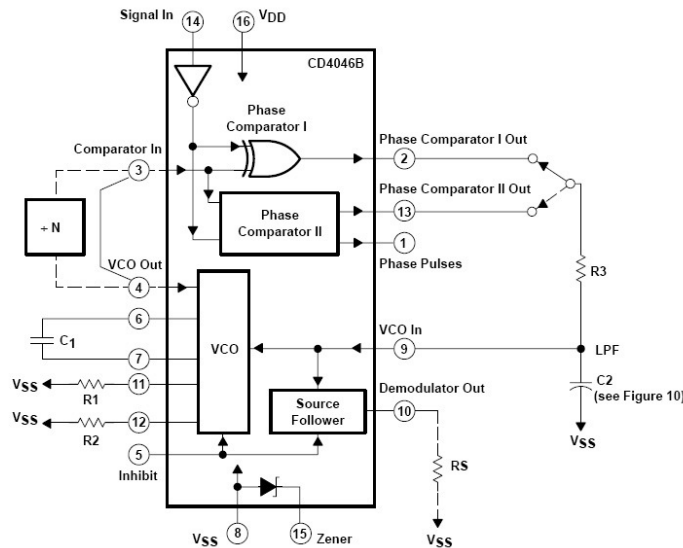 Signal In
14
16
VDD
CD4046B
Phase
Comparator I
Comparator In
3
Phase Comparator I Out
2
Phase Comparator II Out
13
÷ N
Phase
Comparator II
1
Phase Pulses
VCO Out
4
R3
6
C1
VCO
VCO In
9
LPF
7
VSS
R1
11
Demodulator Out
C2
(see Figure 10)
VSS
R2
12
Source
Follower
10
VSS
5
Inhibit
RS
VSS
8
15
Zener
VSS